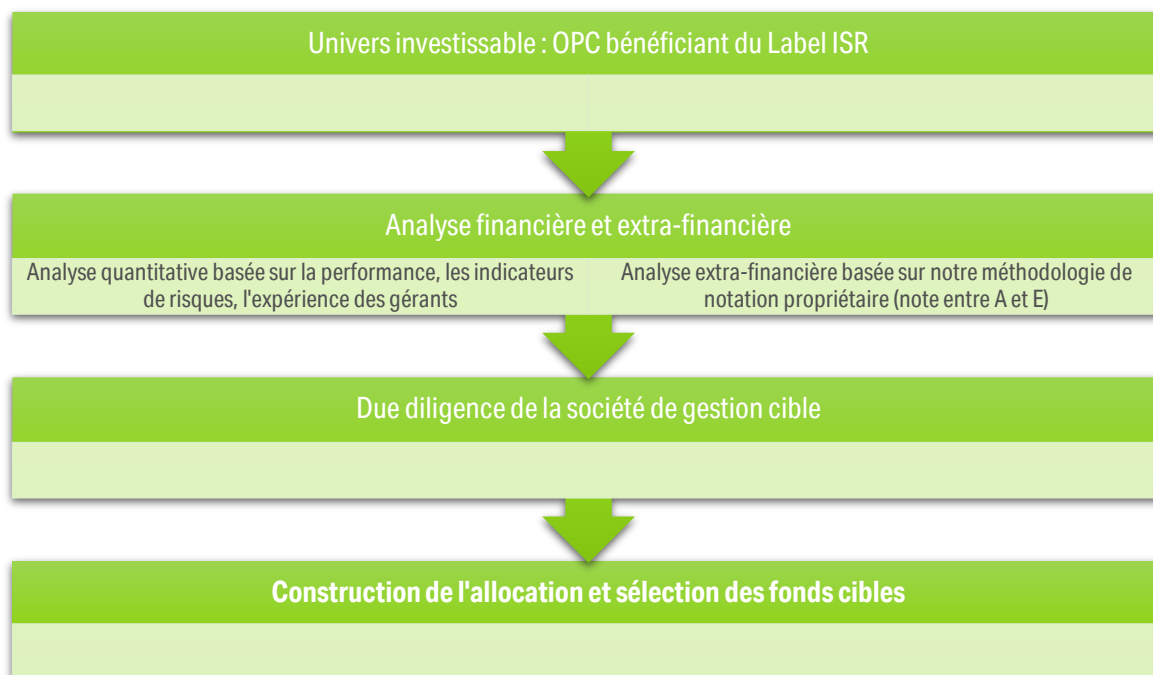 Univers investissable : OPC bénéficiant du Label ISR
Analyse financière et extra-financière
Analyse quantitative basée sur la performance, les indicateurs
de risques, l'expérience des gérants
Analyse extra-financière basée sur notre méthodologie de
notation propriétaire (note entre A et E)
Due diligence de la société de gestion cible
Construction de l'allocation et sélection des fonds cibles